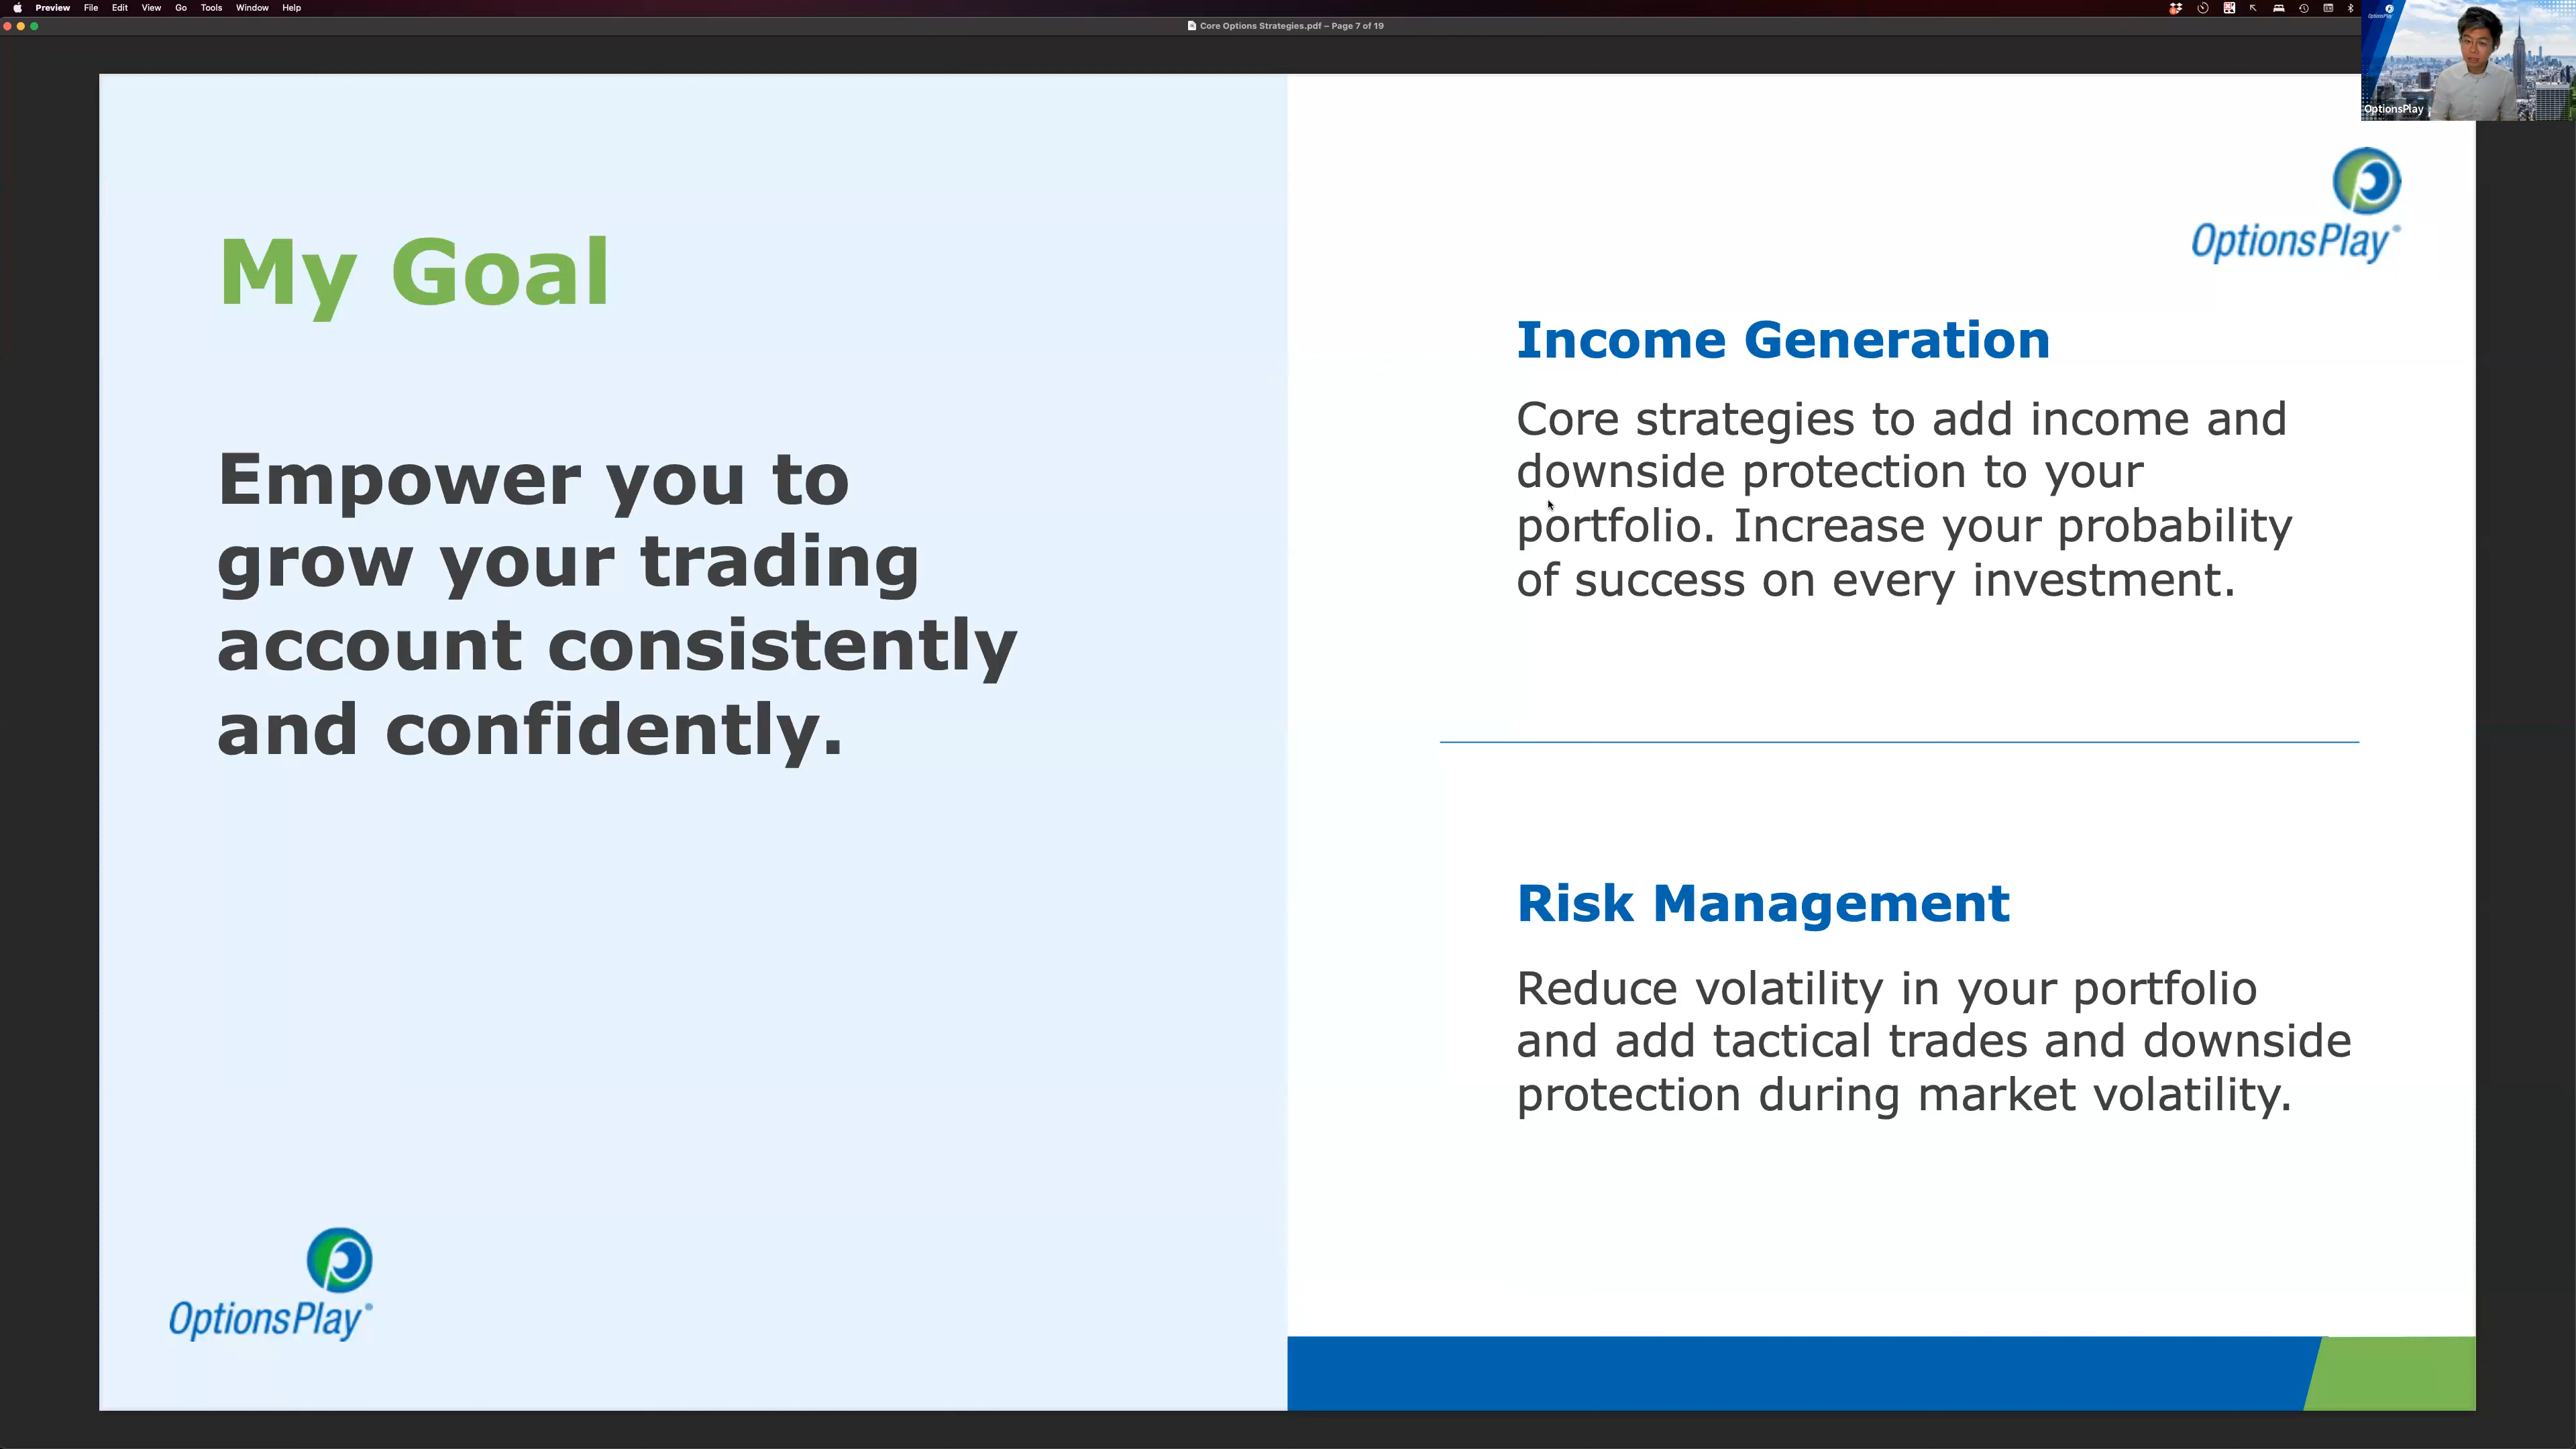 Preview File Edit View Go Tools Window Help
Core Options Strategies.pdf – Page 7 of 19
OptionsPlay
OptionsPlay
My Goal
Empower you to
grow your trading
account consistently
and confidently.
OptionsPlay®
OptionsPlay®
Income Generation
Core strategies to add income and
downside protection to your
portfolio. Increase your probability
of success on every investment.
Risk Management
Reduce volatility in your portfolio
and add tactical trades and downside
protection during market volatility.